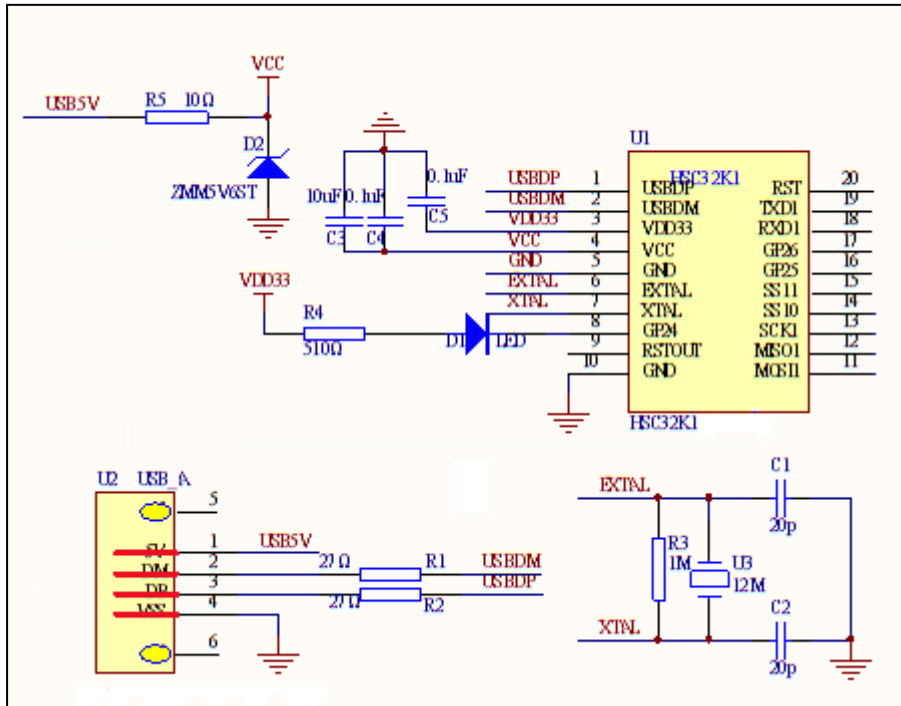 VCC
USB5V
R5 10Ω
D2
ZMM5V6ST
10uF
0.1uF
0.1uF
C3
C4
C5
USBDP
USBDM
VDD33
VCC
GND
EXTAL
XTAL
VDD33
R4
510Ω
D1
LED
U1
HSC32K1
1 USBDP RST 20
2 USBDM TXD1 19
3 VDD33 RXD1 18
4 VCC GP26 17
5 GND GP25 16
6 EXTAL SS11 15
7 XTAL SS10 14
8 GP24 SCK1 13
9 RSTOUT MISO1 12
10 GND MOSI1 11
HSC32K1
U2 USB_A
5
5V 1 USB5V
DM 2 27Ω R1 USBDM
DP 3 27Ω R2 USBDP
VSS 4
6
EXTAL
C1
20p
R3
1M
U3
12M
XTAL
C2
20p